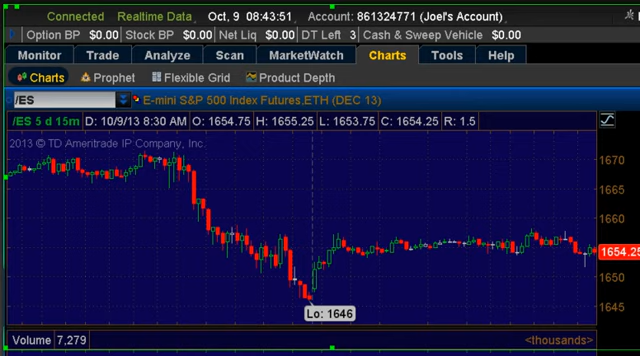 Connected Realtime Data Oct, 9 08:43:51 Account: 861324771 (Joel's Account)
Option BP $0.00 Stock BP $0.00 Net Liq $0.00 DT Left 3 Cash & Sweep Vehicle $0.00
Monitor Trade Analyze Scan MarketWatch Charts Tools Help
Charts Prophet Flexible Grid Product Depth
/ES E-mini S&P 500 Index Futures,ETH (DEC 13)
/ES 5 d 15m D: 10/9/13 8:30 AM O: 1654.75 H: 1655.25 L: 1653.75 C: 1654.25 R: 1.5
2013 © TD Ameritrade IP Company, Inc.
1670
1665
1660
1654.25
1650
1645
Lo: 1646
Volume 7,279 <thousands>